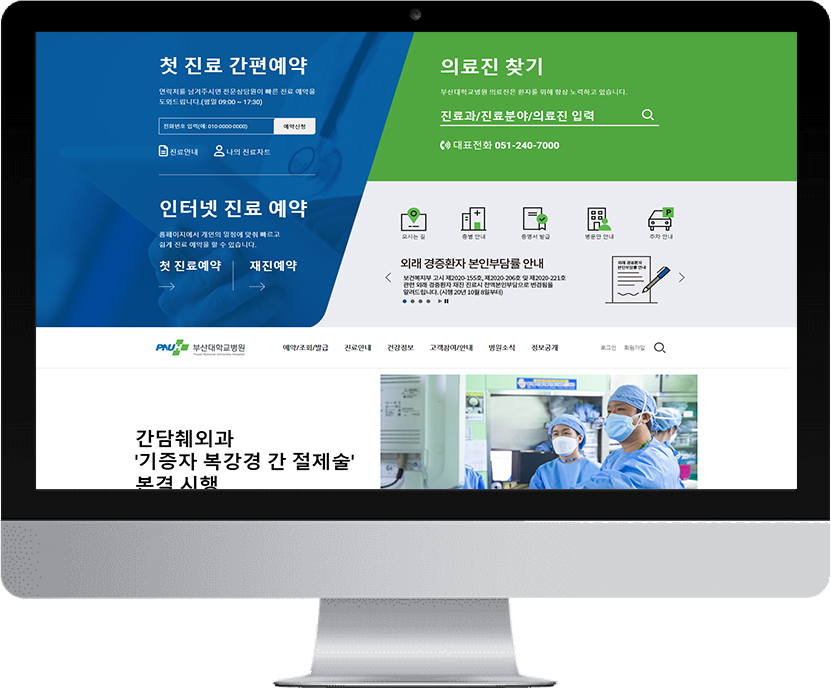 첫 진료 간편예약
연락처를 남겨주시면 전문상담원이 빠른 진료 예약을
도와드립니다.(평일 09:00 ~ 17:30)
전화번호 입력(예: 010-0000-0000)
예약신청
진료안내
나의 진료차트
인터넷 진료 예약
홈페이지에서 개인의 일정에 맞춰 빠르고
쉽게 진료 예약을 할 수 있습니다.
첫 진료예약
재진예약
의료진 찾기
부산대학교병원 의료진은 환자를 위해 항상 노력하고 있습니다.
진료과/진료분야/의료진 입력
대표전화 051-240-7000
오시는 길
층별 안내
증명서 발급
병문안 안내
P
주차 안내
외래 경증환자 본인부담률 안내
보건복지부 고시 제2020-155호, 제2020-206호 및 제2020-221호
관련 외래 경증환자 재진 진료시 전액본인부담으로 변경됨을
알려드립니다. (시행 20년 10월 8일부터)
외래 경증환자
본인부담률 안내
PNUH 부산대학교병원
Pusan National University Hospital
예약/조회/발급
진료안내
건강정보
고객참여/안내
병원소식
정보공개
로그인
회원가입
간담췌외과
'기증자 복강경 간 절제술'
본격 시행